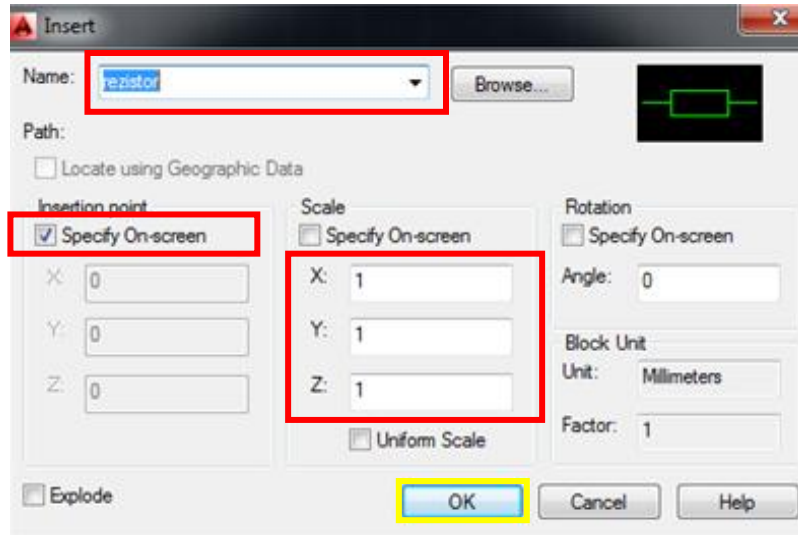 Insert
Name: rezistor Browse...
Path:
Locate using Geographic Data
Insertion point
Specify On-screen
X: 0
Y: 0
Z: 0
Scale
Specify On-screen
X: 1
Y: 1
Z: 1
Uniform Scale
Rotation
Specify On-screen
Angle: 0
Block Unit
Unit: Millimeters
Factor: 1
Explode
OK Cancel Help